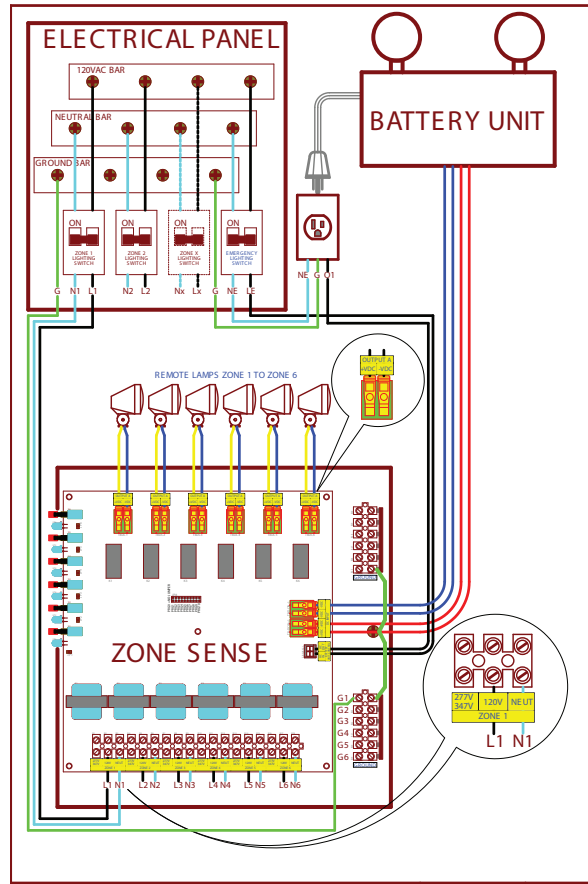 ELECTRICAL PANEL
120VAC BAR
NEUTRAL BAR
GROUND BAR
ON
ON
ON
ON
ZONE 1
LIGHTING
SWITCH
ZONE 2
LIGHTING
SWITCH
ZONE X
LIGHTING
SWITCH
EMERGENCY
LIGHTING
SWITCH
G N1 L1 N2 L2 Nx Lx G NE LE
BATTERY UNIT
NE G O1
REMOTE LAMPS ZONE 1 TO ZONE 6
OUTPUT A
+VDC -VDC
ZONE SENSE
G1
G2
G3
G4
G5
G6
L1 N1 L2 N2 L3 N3 L4 N4 L5 N5 L6 N6
277V
347V
120V
NEUT
ZONE 1
L1 N1